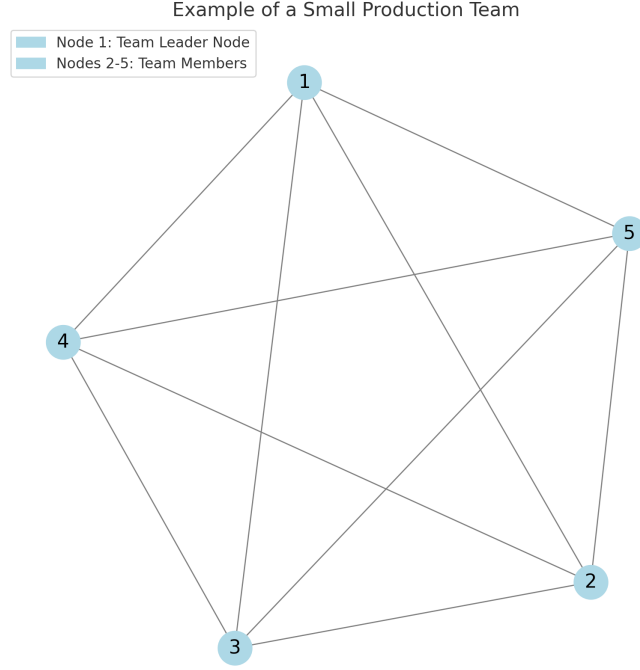 Example of a Small Production Team
Node 1: Team Leader Node
Nodes 2-5: Team Members
1
5
4
2
3